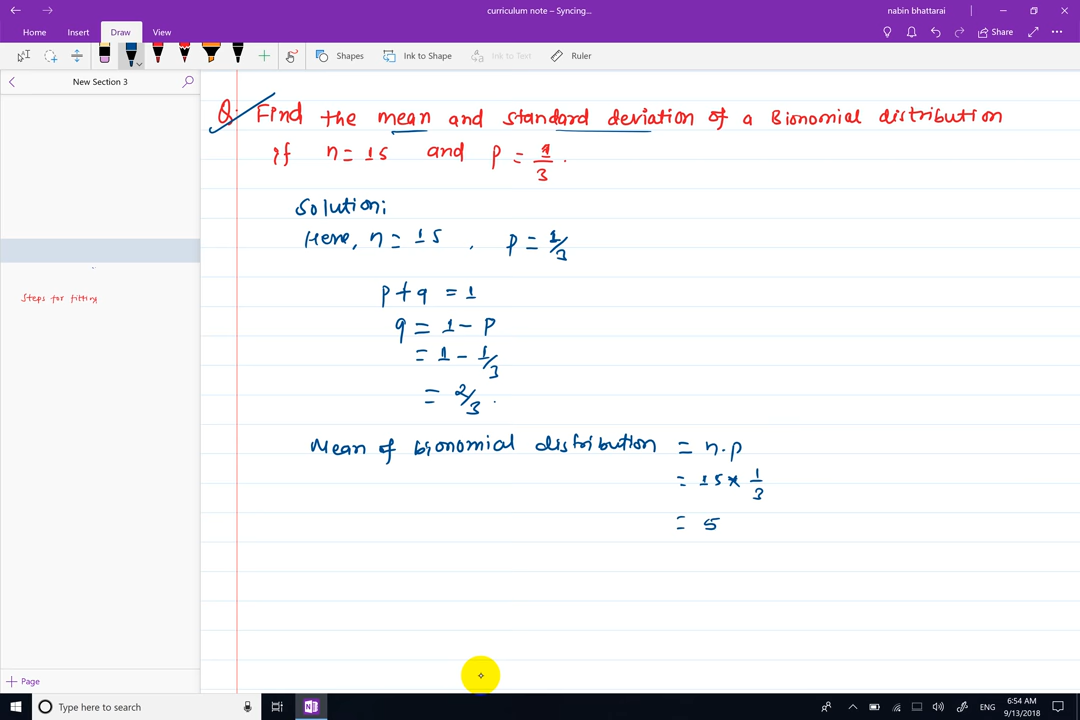 curriculum note – Syncing...
nabin bhattarai
Home Insert Draw View
Share
Shapes Ink to Shape Ink to Text Ruler
New Section 3
Q. Find the mean and standard deviation of a Bionomial distribution
if n = 15 and p = 1/3.
Solution;
Here, n = 15 , p = 1/3
p + q = 1
q = 1 - p
= 1 - 1/3
= 2/3.
Steps for fitting
Mean of bionomial distribution = n.p
= 15 × 1/3
= 5
Page
Type here to search
ENG
6:54 AM
9/13/2018